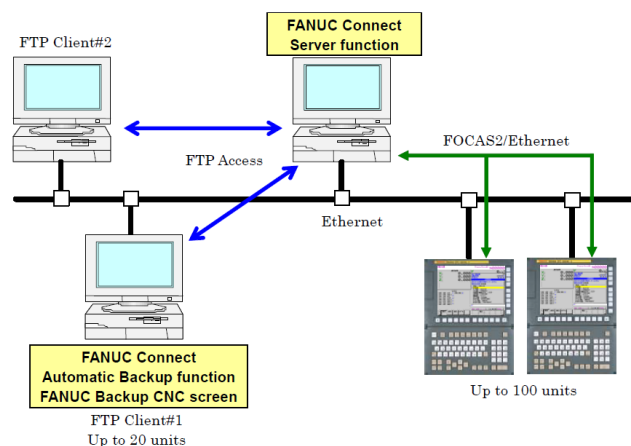 FANUC Connect
Server function
FTP Client#2
FOCAS2/Ethernet
FTP Access
Ethernet
FANUC Connect
Automatic Backup function
FANUC Backup CNC screen
FTP Client#1
Up to 20 units
Up to 100 units